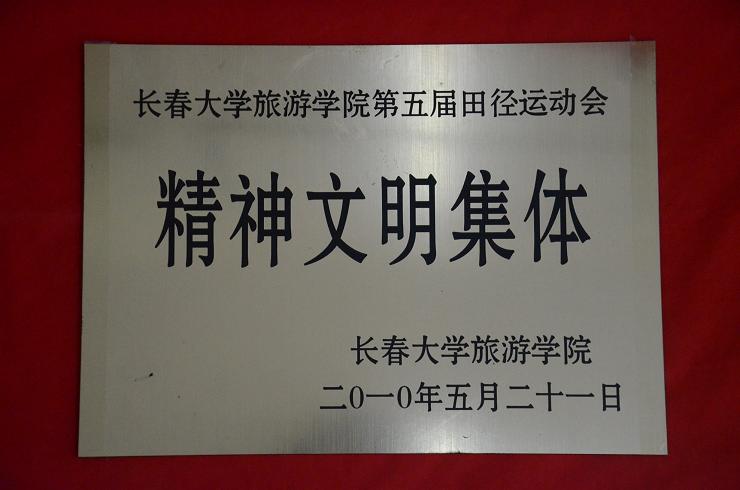 长春大学旅游学院第五届田径运动会
精神文明集体
长春大学旅游学院
二0一0年五月二十一日